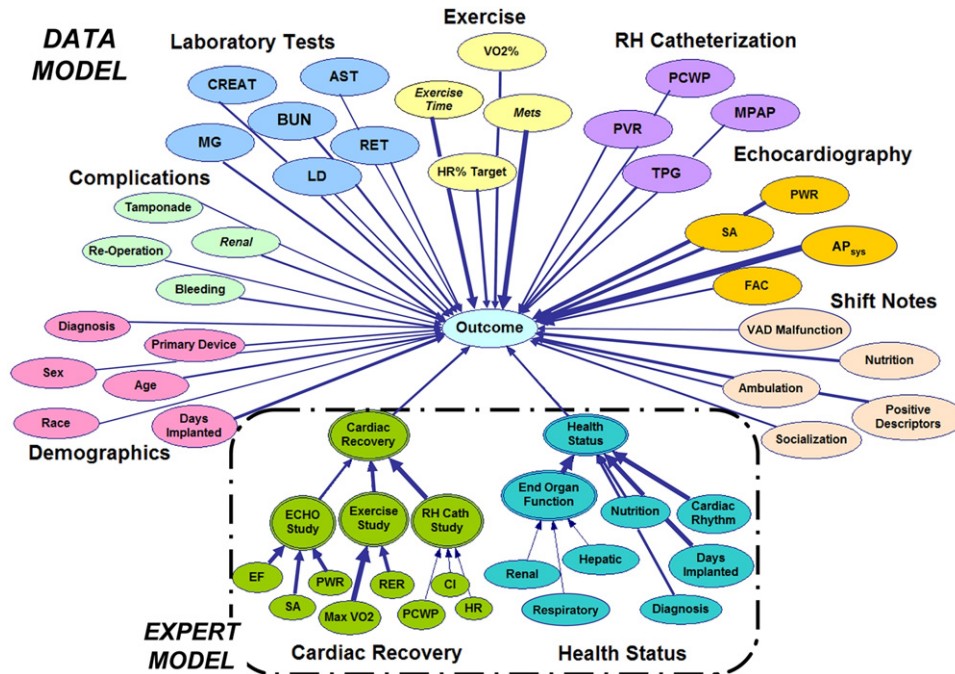 DATA
MODEL
Laboratory Tests
CREAT
AST
BUN
MG
RET
LD
Exercise
VO2%
Exercise
Time
Mets
HR% Target
RH Catheterization
PCWP
MPAP
PVR
TPG
Echocardiography
PWR
SA
APsys
FAC
Complications
Tamponade
Renal
Re-Operation
Bleeding
Diagnosis
Primary Device
Sex
Age
Race
Days
Implanted
Demographics
Outcome
Shift Notes
VAD Malfunction
Nutrition
Ambulation
Positive
Descriptors
Socialization
Cardiac
Recovery
ECHO
Study
Exercise
Study
RH Cath
Study
EF
SA
PWR
Max VO2
RER
PCWP
CI
HR
Cardiac Recovery
Health
Status
End Organ
Function
Nutrition
Cardiac
Rhythm
Renal
Hepatic
Respiratory
Days
Implanted
Diagnosis
Health Status
EXPERT
MODEL